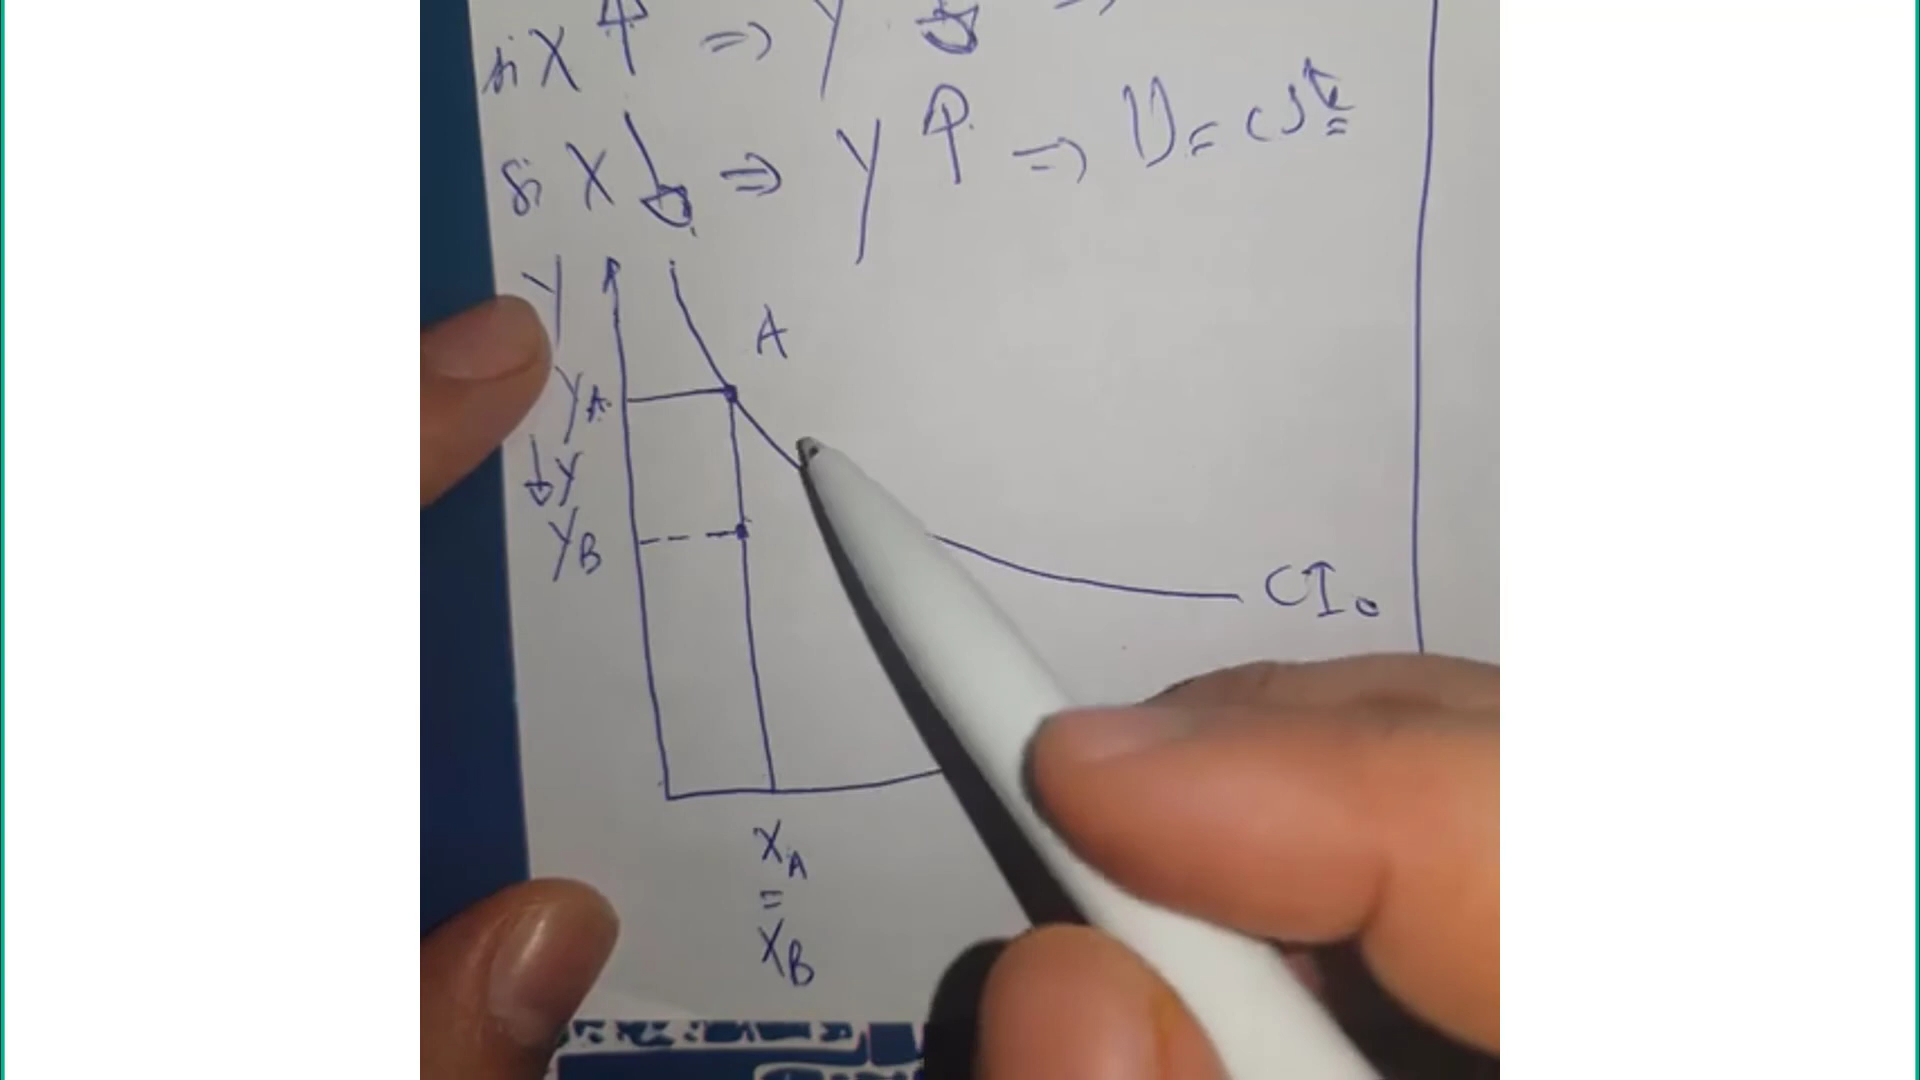 si X ↑ => Y ↓ =>
si X ↓ => Y ↑ => U = cste
Y
A
YA
↓ Y
YB
CI0
XA
=
XB